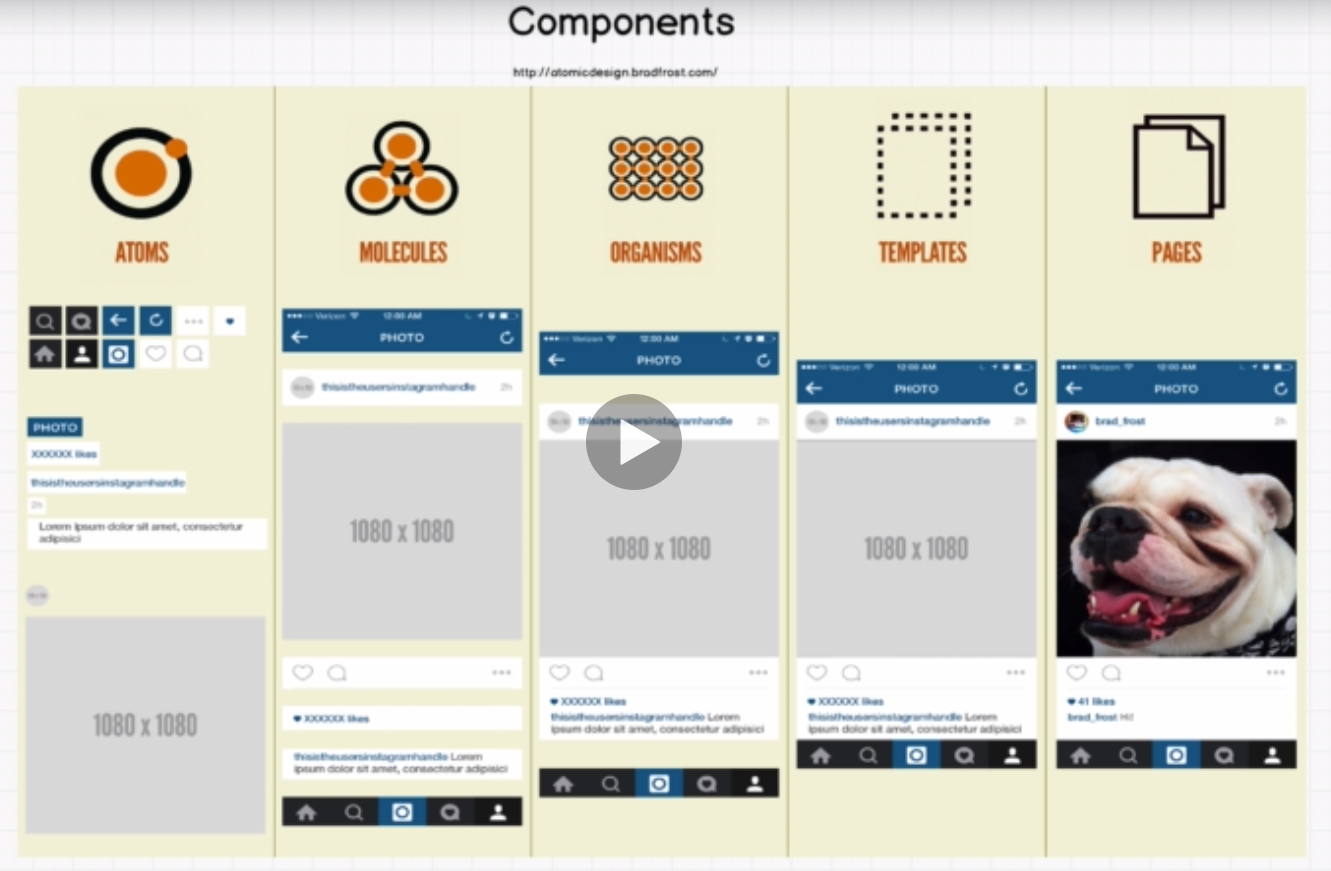 Components
http://atomicdesign.bradfrost.com/
ATOMS
PHOTO
XXXXXX likes
thisistheusersinstagramhandle
2h
Lorem ipsum dolor sit amet, consectetur
adipisici
1080 x 1080
MOLECULES
Verizon 12:00 AM
PHOTO
thisistheusersinstagramhandle 2h
1080 x 1080
XXXXXX likes
thisistheusersinstagramhandle Lorem
ipsum dolor sit amet, consectetur adipisici
ORGANISMS
Verizon 12:00 AM
PHOTO
thisistheusersinstagramhandle 2h
1080 x 1080
XXXXXX likes
thisistheusersinstagramhandle Lorem
ipsum dolor sit amet, consectetur adipisici
TEMPLATES
Verizon 12:00 AM
PHOTO
thisistheusersinstagramhandle 2h
1080 x 1080
XXXXXX likes
thisistheusersinstagramhandle Lorem
ipsum dolor sit amet, consectetur adipisici
PAGES
Verizon 12:00 AM
PHOTO
brad_frost 2h
41 likes
brad_frost Hi!